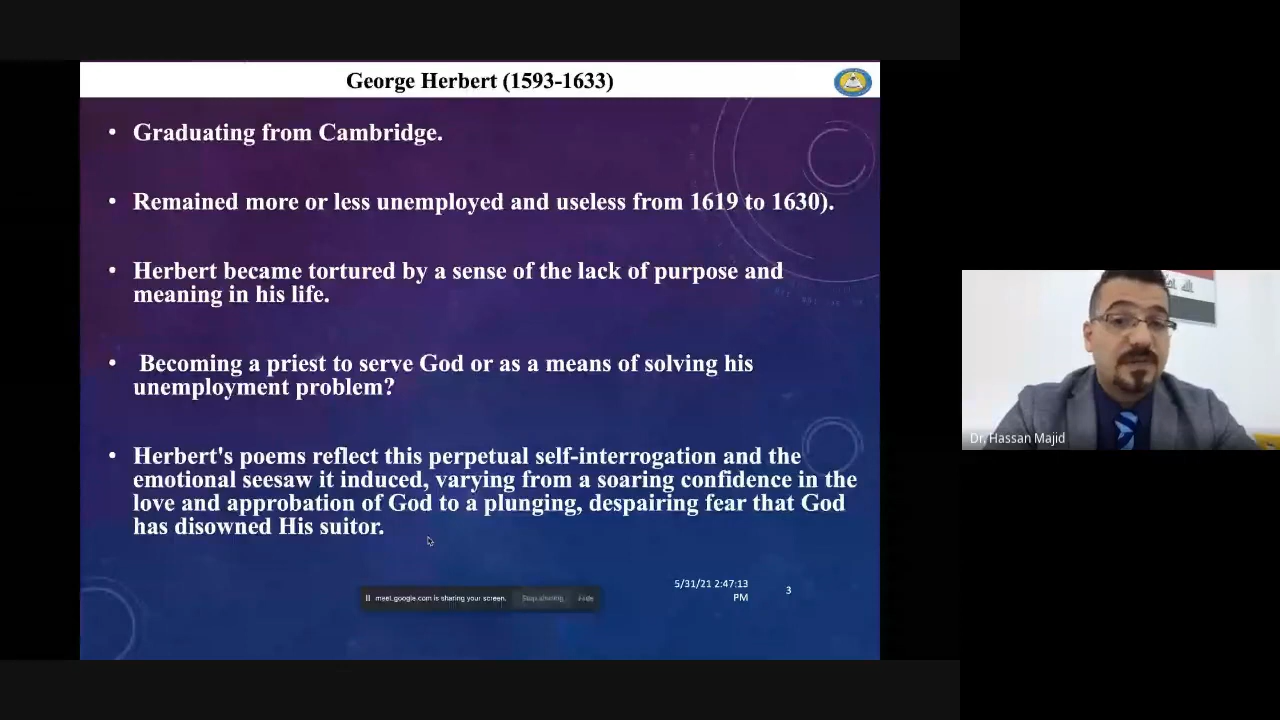 George Herbert (1593-1633)
• Graduating from Cambridge.
• Remained more or less unemployed and useless from 1619 to 1630).
• Herbert became tortured by a sense of the lack of purpose and
meaning in his life.
• Becoming a priest to serve God or as a means of solving his
unemployment problem?
• Herbert's poems reflect this perpetual self-interrogation and the
emotional seesaw it induced, varying from a soaring confidence in the
love and approbation of God to a plunging, despairing fear that God
has disowned His suitor.
5/31/21 2:47:13
PM
3
meet.google.com is sharing your screen.
Stop sharing
Hide
Dr. Hassan Majid